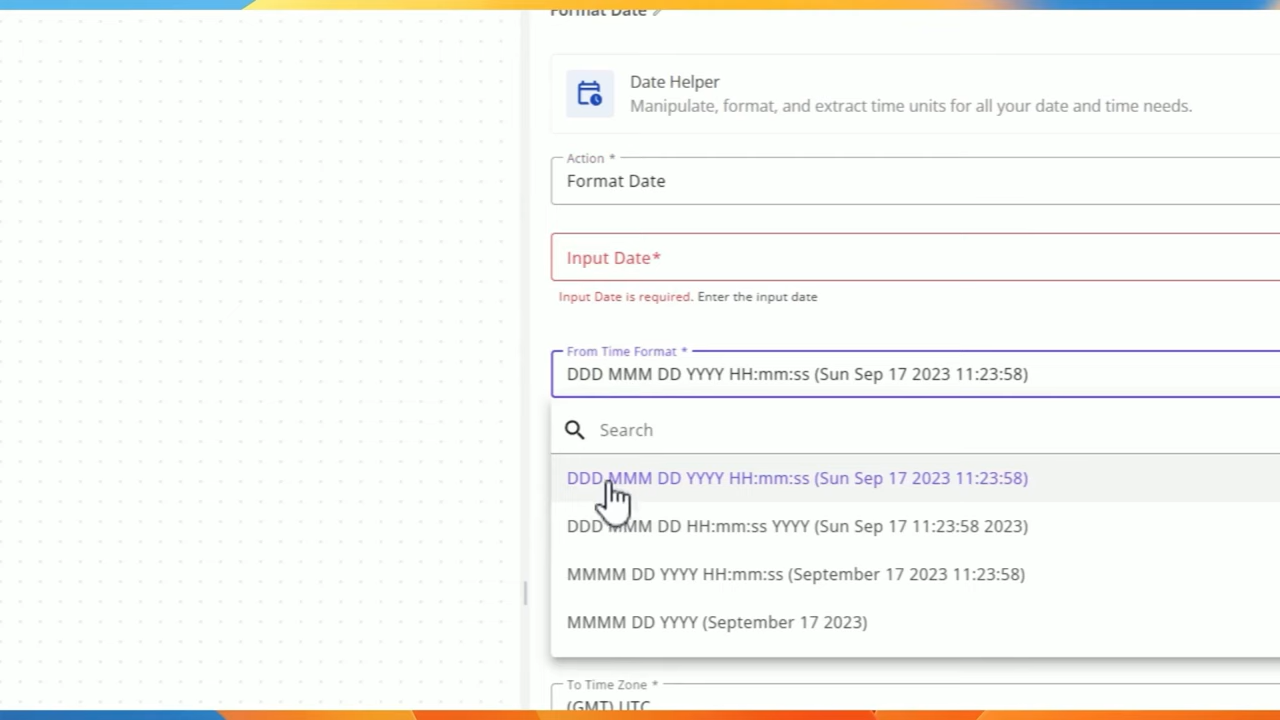 Format Date
Date Helper
Manipulate, format, and extract time units for all your date and time needs.
Action *
Format Date
Input Date*
Input Date is required. Enter the input date
From Time Format *
DDD MMM DD YYYY HH:mm:ss (Sun Sep 17 2023 11:23:58)
Search
DDD MMM DD YYYY HH:mm:ss (Sun Sep 17 2023 11:23:58)
DDD MMM DD HH:mm:ss YYYY (Sun Sep 17 11:23:58 2023)
MMMM DD YYYY HH:mm:ss (September 17 2023 11:23:58)
MMMM DD YYYY (September 17 2023)
To Time Zone *
(GMT) UTC